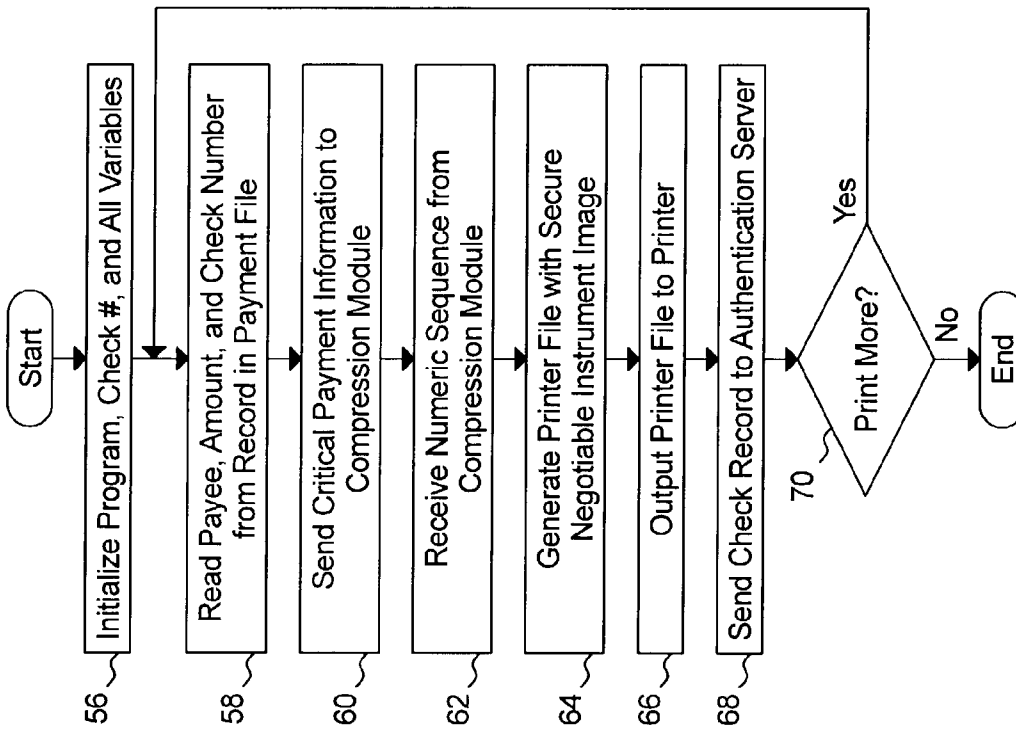 Start
56
Initialize Program, Check #, and All Variables
58
Read Payee, Amount, and Check Number
from Record in Payment File
60
Send Critical Payment Information to
Compression Module
62
Receive Numeric Sequence from
Compression Module
64
Generate Printer File with Secure
Negotiable Instrument Image
66
Output Printer File to Printer
68
Send Check Record to Authentication Server
70
Print More?
Yes
No
End